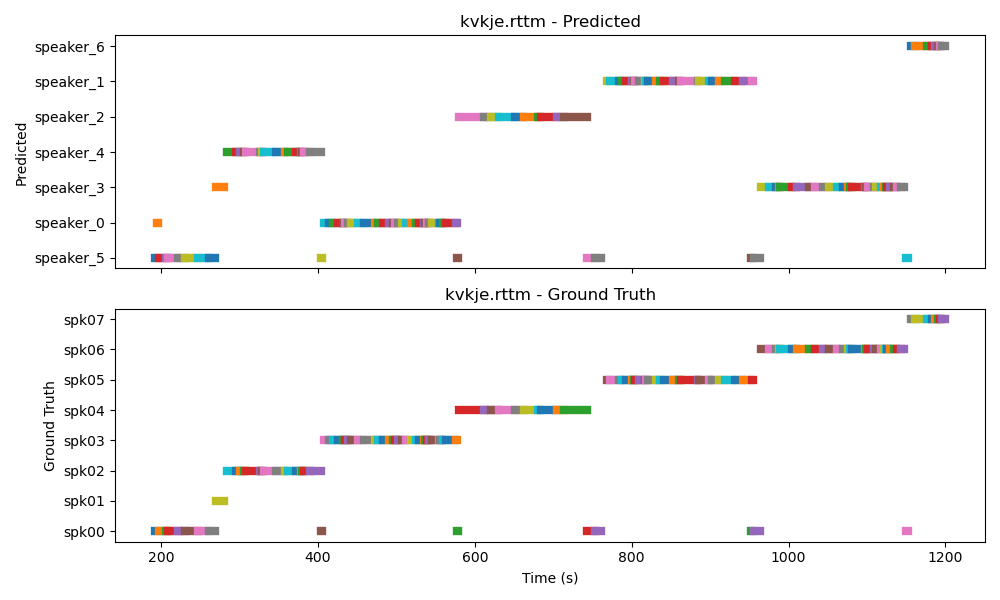 kvkje.rttm - Predicted
speaker_6
speaker_1
speaker_2
speaker_4
speaker_3
speaker_0
speaker_5
Predicted
kvkje.rttm - Ground Truth
spk07
spk06
spk05
spk04
spk03
spk02
spk01
spk00
Ground Truth
200 400 600 800 1000 1200
Time (s)